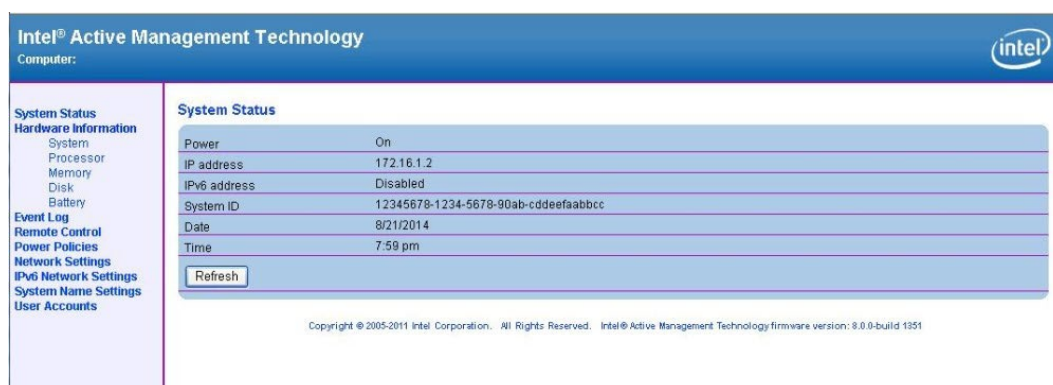 Intel® Active Management Technology
Computer:
intel
System Status
Hardware Information
System
Processor
Memory
Disk
Battery
Event Log
Remote Control
Power Policies
Network Settings
IPv6 Network Settings
System Name Settings
User Accounts
System Status
Power On
IP address 172.16.1.2
IPv6 address Disabled
System ID 12345678-1234-5678-90ab-cddeefaabbcc
Date 8/21/2014
Time 7:59 pm
Refresh
Copyright © 2005-2011 Intel Corporation. All Rights Reserved. Intel® Active Management Technology firmware version: 8.0.0-build 1351